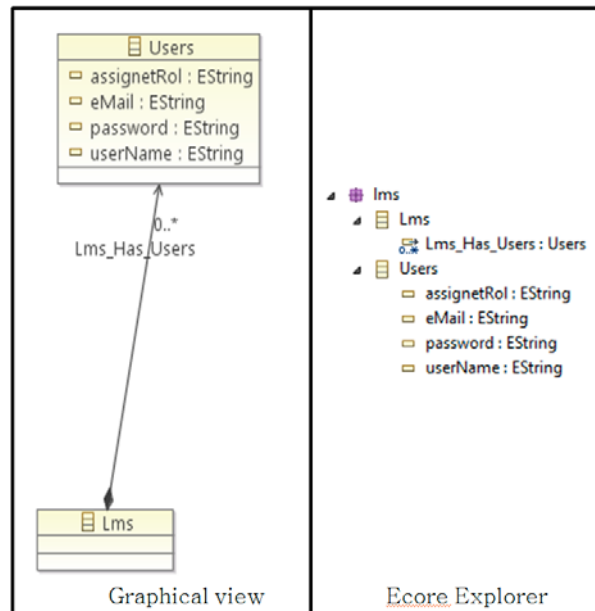 Users
assignetRol : EString
eMail : EString
password : EString
userName : EString
0..*
Lms_Has_Users
Lms
Graphical view
lms
Lms
0..*
Lms_Has_Users : Users
Users
assignetRol : EString
eMail : EString
password : EString
userName : EString
Ecore Explorer